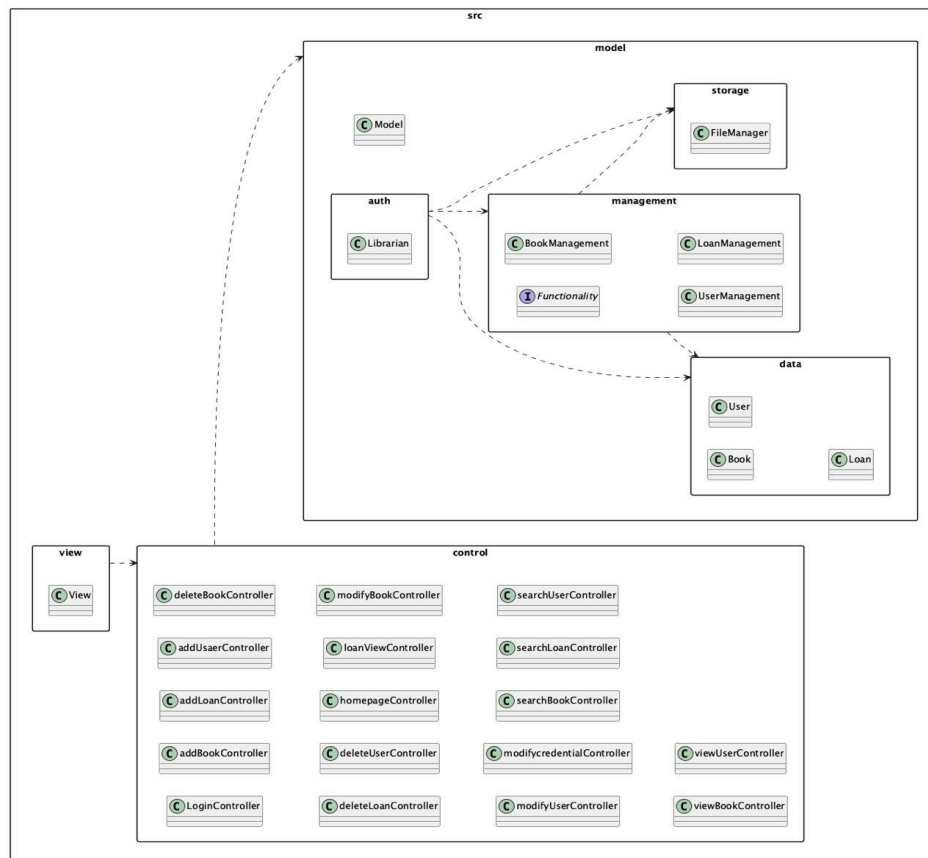 src
model
storage
C FileManager
C Model
auth
C Librarian
management
C BookManagement
C LoanManagement
I Functionality
C UserManagement
data
C User
C Book
C Loan
view
C View
control
C deleteBookController
C modifyBookController
C searchUserController
C addUsaerController
C loanViewController
C searchLoanController
C addLoanController
C homepageController
C searchBookController
C addBookController
C deleteUserController
C modifycredentialController
C viewUserController
C LoginController
C deleteLoanController
C modifyUserController
C viewBookController